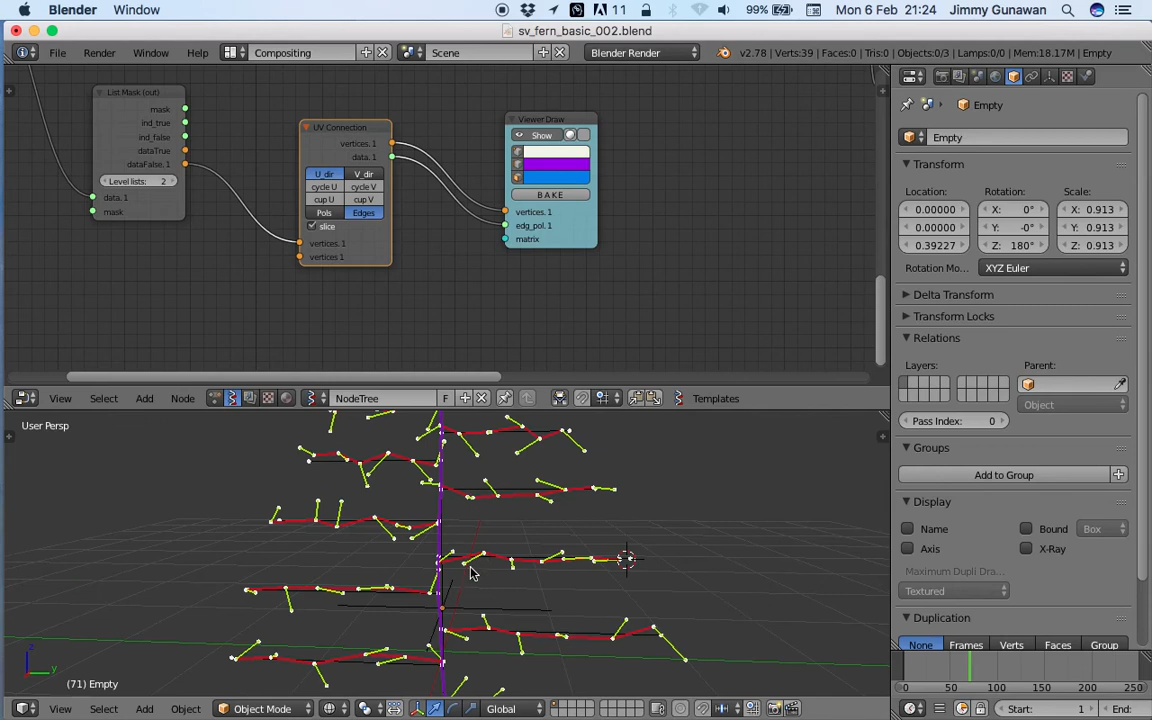 Blender Window A 11 99% Mon 6 Feb 21:24 Jimmy Gunawan
sv_fern_basic_002.blend
File Render Window Help Compositing Scene Blender Render v2.78 | Verts:39 | Faces:0 | Tris:0 | Objects:0/3 | Lamps:0/0 | Mem:18.17M | Empty
List Mask (out)
mask
ind_true
ind_false
dataTrue
dataFalse. 1
Level lists: 2
data. 1
mask
UV Connection
vertices. 1
data. 1
U_dir V_dir
cycle U cycle V
cup U cup V
Pols Edges
slice
vertices. 1
vertices 1
Viewer Draw
Show
B A K E
vertices. 1
edg_pol. 1
matrix
View Select Add Node NodeTree F Templates
User Persp
(71) Empty
z
y
View Select Add Object Object Mode Global
Empty
Empty
Transform
Location: Rotation: Scale:
0.00000 X: 0° X: 0.913
0.00000 Y: -0° Y: 0.913
0.39227 Z: 180° Z: 0.913
Rotation Mo... XYZ Euler
Delta Transform
Transform Locks
Relations
Layers: Parent:
Object
Pass Index: 0
Groups
Add to Group
Display
Name Bound Box
Axis X-Ray
Maximum Dupli Dra...
Textured
Duplication
None Frames Verts Faces Group
0 50 100 150 200 250
Start: 1 End: